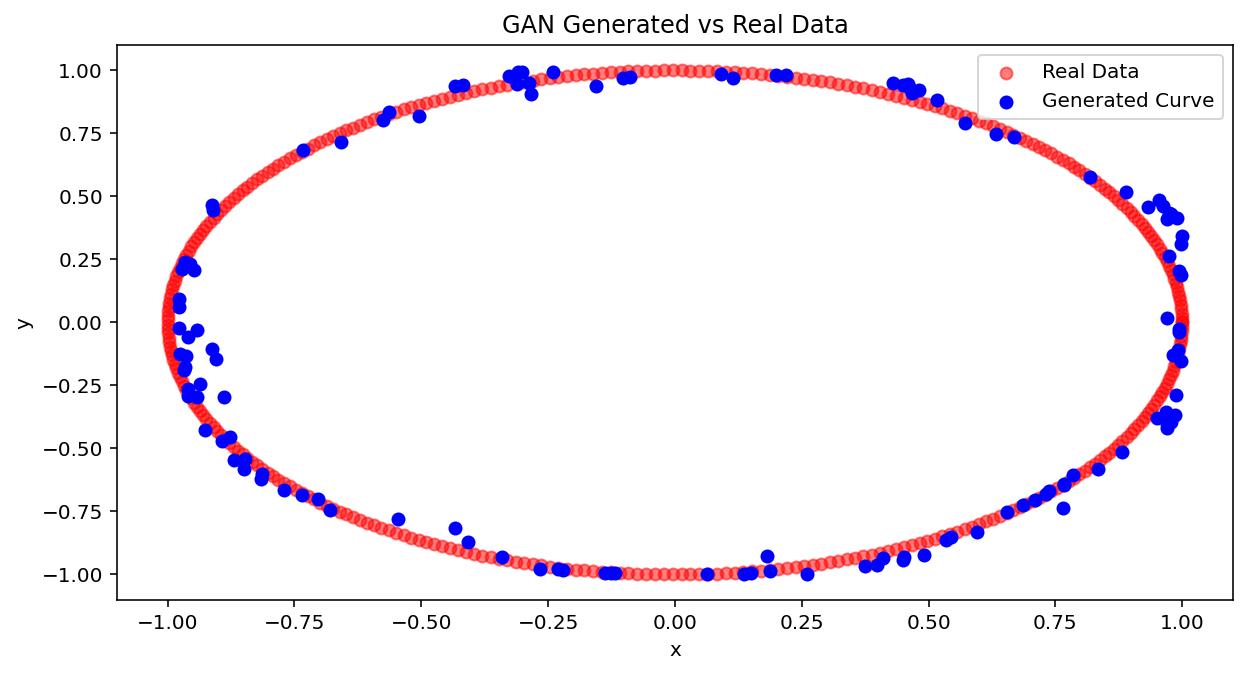 GAN Generated vs Real Data
Real Data
Generated Curve
1.00
0.75
0.50
0.25
0.00
−0.25
−0.50
−0.75
−1.00
y
−1.00 −0.75 −0.50 −0.25 0.00 0.25 0.50 0.75 1.00
x